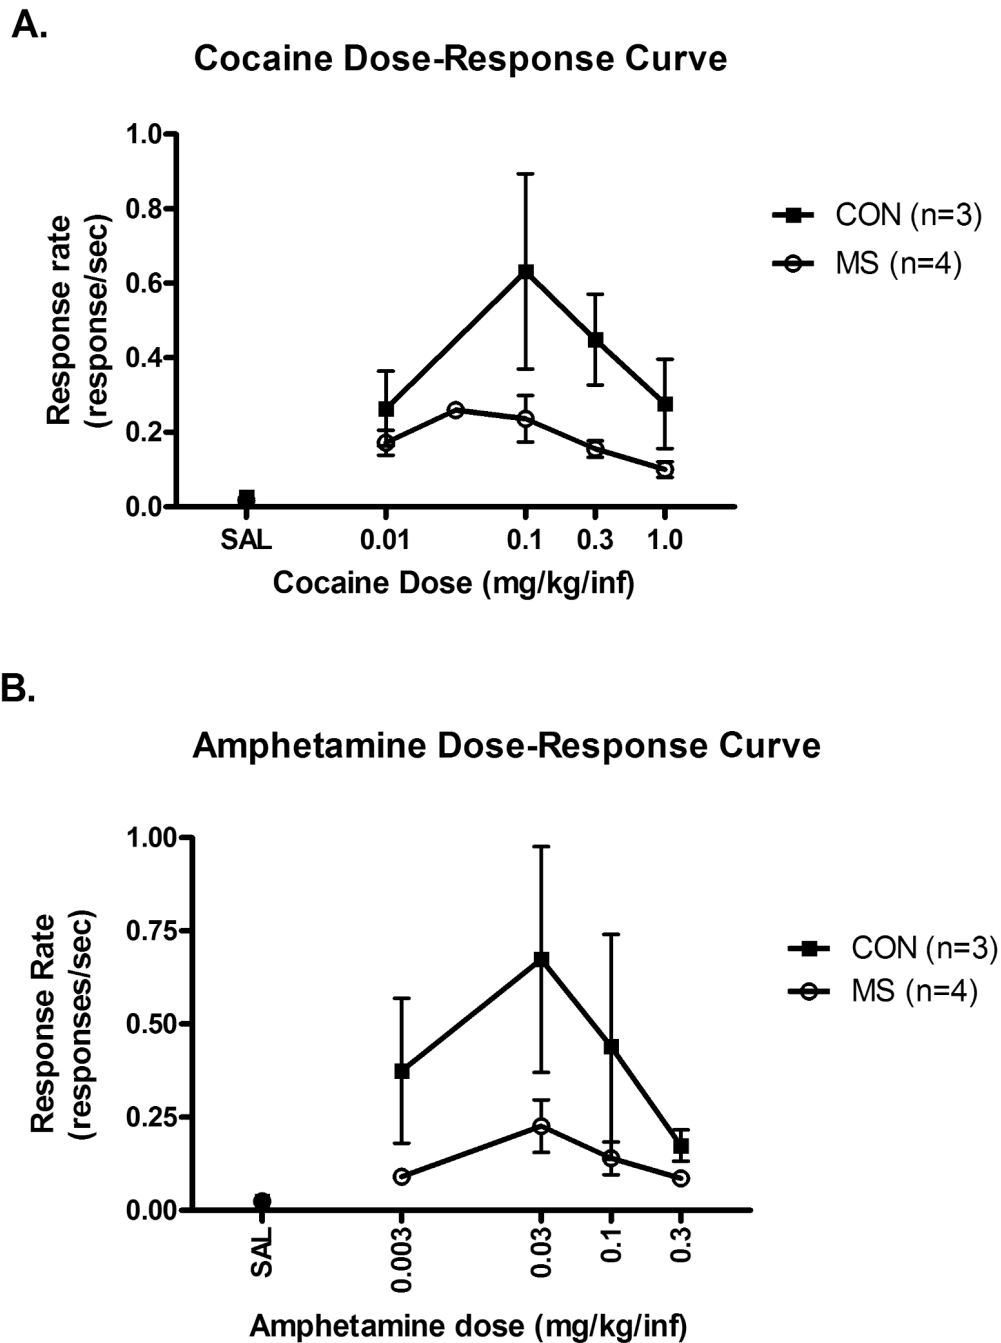 A.
Cocaine Dose-Response Curve
1.0
0.8
0.6
0.4
0.2
0.0
Response rate
(response/sec)
SAL
0.01
0.1
0.3
1.0
Cocaine Dose (mg/kg/inf)
CON (n=3)
MS (n=4)
B.
Amphetamine Dose-Response Curve
1.00
0.75
0.50
0.25
0.00
Response Rate
(responses/sec)
SAL
0.003
0.03
0.1
0.3
Amphetamine dose (mg/kg/inf)
CON (n=3)
MS (n=4)